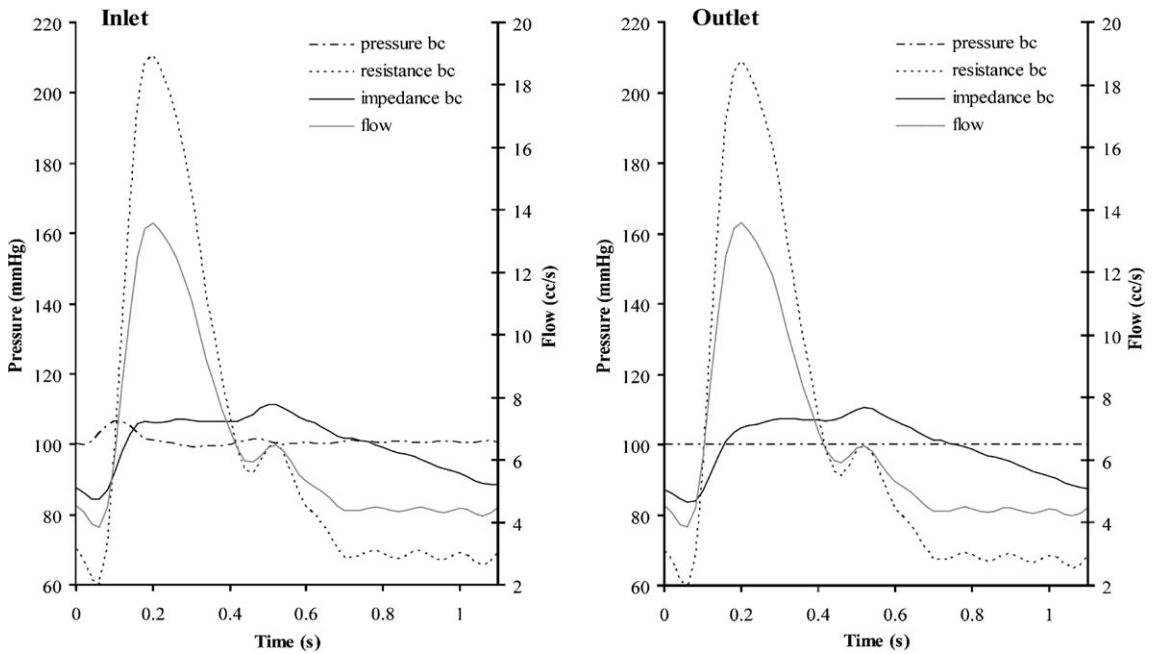 Inlet
pressure bc
resistance bc
impedance bc
flow
220
200
180
160
140
120
100
80
60
Pressure (mmHg)
20
18
16
14
12
10
8
6
4
2
Flow (cc/s)
0 0.2 0.4 0.6 0.8 1
Time (s)
Outlet
pressure bc
resistance bc
impedance bc
flow
220
200
180
160
140
120
100
80
60
Pressure (mmHg)
20
18
16
14
12
10
8
6
4
2
Flow (cc/s)
0 0.2 0.4 0.6 0.8 1
Time (s)